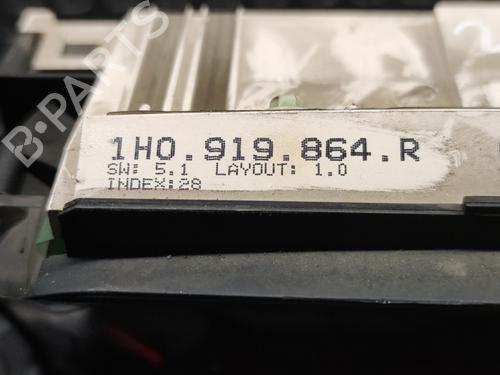 B-PARTS
1H0.919.864.R
SW: 5.1 LAYOUT: 1.0
INDEX:28